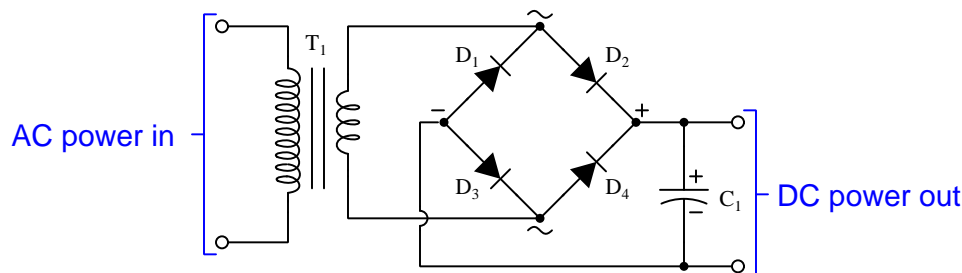 AC power in
T1
D1
D2
D3
D4
∼
∼
−
+
+
−
C1
DC power out